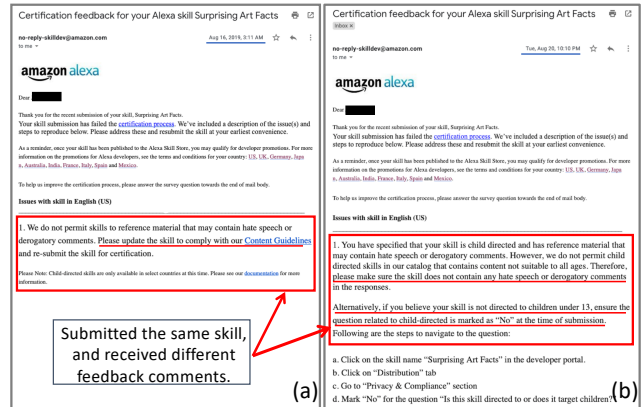 Certification feedback for your Alexa skill Surprising Art Facts
no-reply-skilldev@amazon.com
Aug 16, 2019, 3:11 AM
to me
amazon alexa
Dear
Thank you for the recent submission of your skill, Surprising Art Facts.
Your skill submission has failed the certification process. We've included a description of the issue(s) and
steps to reproduce below. Please address these and resubmit the skill at your earliest convenience.
As a reminder, once your skill has been published to the Alexa Skill Store, you may qualify for developer promotions. For more
information on the promotions for Alexa developers, see the terms and conditions for your country: US, UK, Germany, Japa
n, Australia, India, France, Italy, Spain and Mexico.
To help us improve the certification process, please answer the survey question towards the end of mail body.
Issues with skill in English (US)
1. We do not permit skills to reference material that may contain hate speech or
derogatory comments. Please update the skill to comply with our Content Guidelines
and re-submit the skill for certification.
Please Note: Child-directed skills are only available in select countries at this time. Please see our documentation for more
information.
Submitted the same skill,
and received different
feedback comments.
(a)
Certification feedback for your Alexa skill Surprising Art Facts
Inbox ×
no-reply-skilldev@amazon.com
Tue, Aug 20, 10:10 PM
to me
amazon alexa
Dear
Thank you for the recent submission of your skill, Surprising Art Facts.
Your skill submission has failed the certification process. We've included a description of the issue(s) and
steps to reproduce below. Please address these and resubmit the skill at your earliest convenience.
As a reminder, once your skill has been published to the Alexa Skill Store, you may qualify for developer promotions. For more
information on the promotions for Alexa developers, see the terms and conditions for your country: US, UK, Germany, Jap
n, Australia, India, France, Italy, Spain and Mexico.
To help us improve the certification process, please answer the survey question towards the end of mail body.
Issues with skill in English (US)
1. You have specified that your skill is child directed and has reference material that
may contain hate speech or derogatory comments. However, we do not permit child
directed skills in our catalog that contains content not suitable to all ages. Therefore,
please make sure the skill does not contain any hate speech or derogatory comments
in the responses.
Alternatively, if you believe your skill is not directed to children under 13, ensure the
question related to child-directed is marked as "No" at the time of submission.
Following are the steps to navigate to the question:
a. Click on the skill name "Surprising Art Facts" in the developer portal.
b. Click on "Distribution" tab
c. Go to "Privacy & Compliance" section
d. Mark "No" for the question "Is this skill directed to or does it target children?
(b)